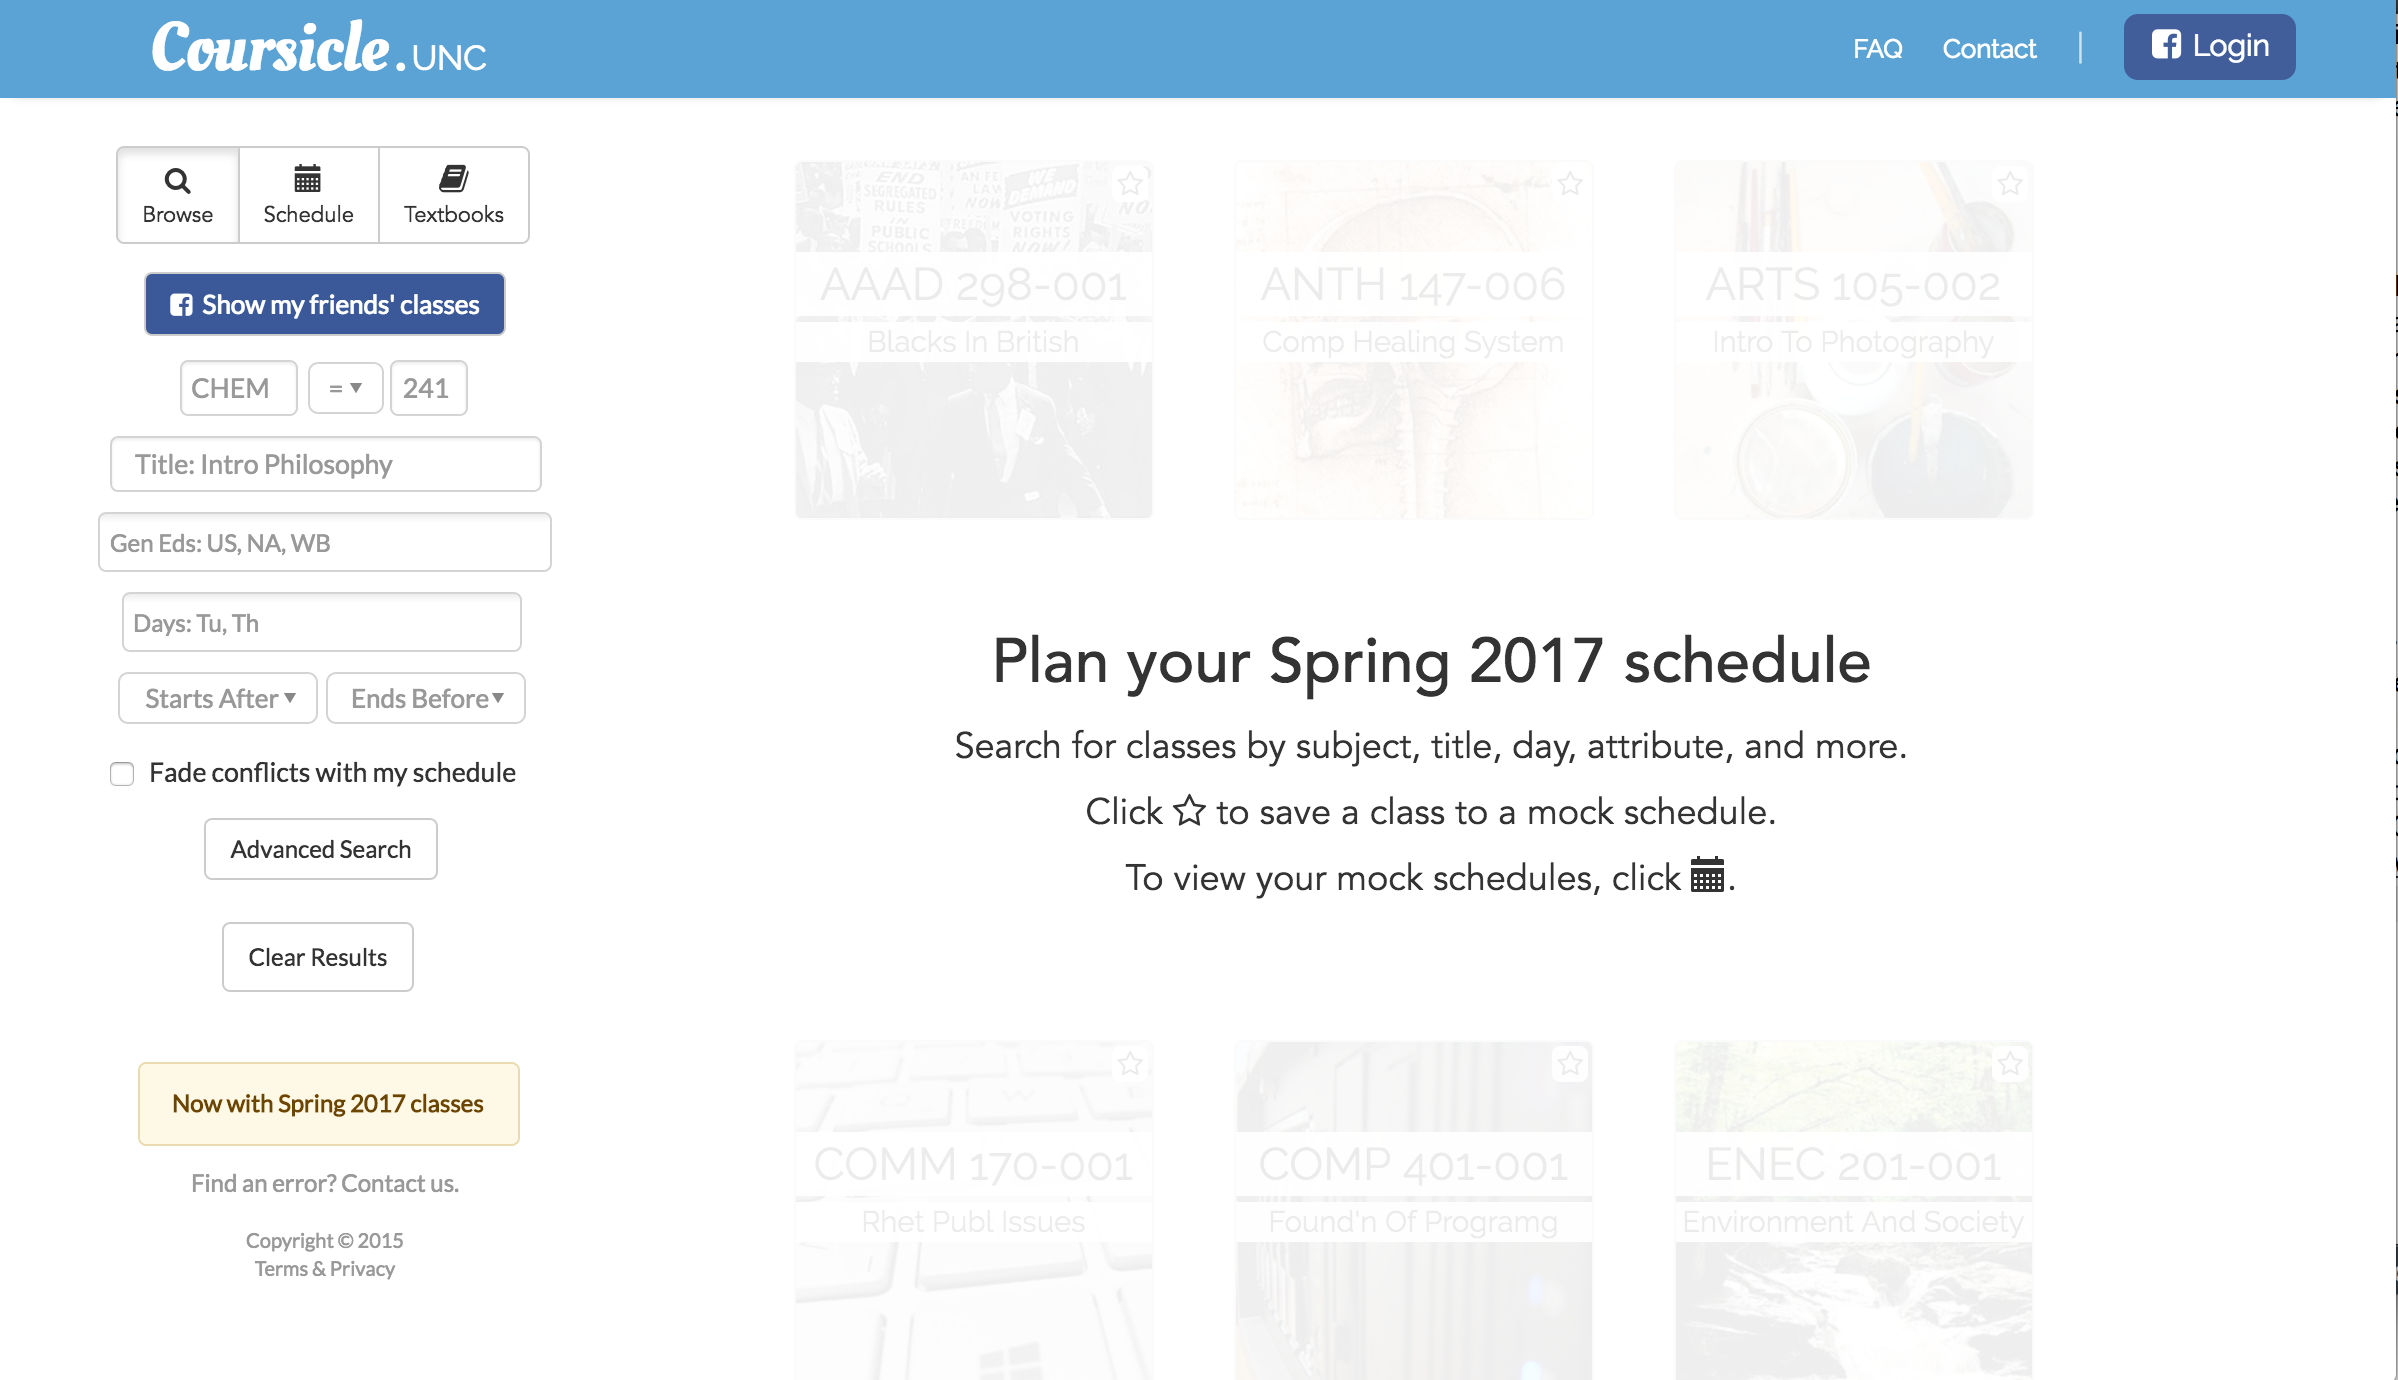 Coursicle.UNC
FAQ Contact | Login
Browse Schedule Textbooks
Show my friends' classes
CHEM = 241
Title: Intro Philosophy
Gen Eds: US, NA, WB
Days: Tu, Th
Starts After Ends Before
Fade conflicts with my schedule
Advanced Search
Clear Results
Now with Spring 2017 classes
Find an error? Contact us.
Copyright © 2015
Terms & Privacy
END
SEGREGATED
RULES
IN
PUBLIC
SCHOOLS
AN FE
LAW
NOW
WE
DEMAND
VOTING
RIGHTS
NOW!
AAAD 298-001
Blacks In British
ANTH 147-006
Comp Healing System
ARTS 105-002
Intro To Photography
Plan your Spring 2017 schedule
Search for classes by subject, title, day, attribute, and more.
Click ☆ to save a class to a mock schedule.
To view your mock schedules, click .
COMM 170-001
Rhet Publ Issues
COMP 401-001
Found'n Of Programg
ENEC 201-001
Environment And Society